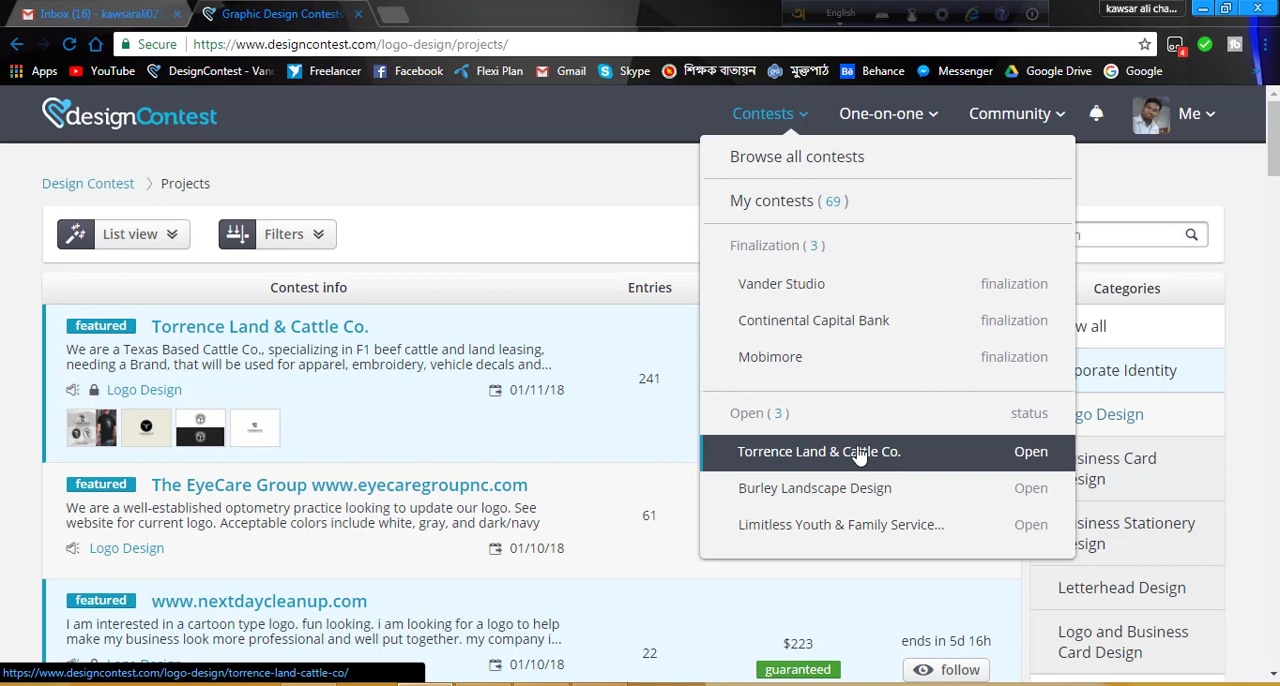 Inbox (16) - kawsarali02
Graphic Design Contests
English
kawsar ali cha...
Secure
https://www.designcontest.com/logo-design/projects/
4
Apps
YouTube
DesignContest - Van
Freelancer
Facebook
Flexi Plan
Gmail
Skype
শিক্ষক বাতায়ন
মুক্তপাঠ
Behance
Messenger
Google Drive
Google
designContest
Contests
One-on-one
Community
Me
Browse all contests
My contests ( 69 )
Finalization ( 3 )
Vander Studio finalization
Continental Capital Bank finalization
Mobimore finalization
Open ( 3 ) status
Torrence Land & Cattle Co. Open
Burley Landscape Design Open
Limitless Youth & Family Service... Open
Design Contest
Projects
List view
Filters
Contest info
Entries
featured
Torrence Land & Cattle Co.
We are a Texas Based Cattle Co., specializing in F1 beef cattle and land leasing,
needing a Brand, that will be used for apparel, embroidery, vehicle decals and...
Logo Design
01/11/18
241
featured
The EyeCare Group www.eyecaregroupnc.com
We are a well-established optometry practice looking to update our logo. See
website for current logo. Acceptable colors include white, gray, and dark/navy
Logo Design
01/10/18
61
featured
www.nextdaycleanup.com
I am interested in a cartoon type logo. fun looking. i am looking for a logo to help
make my business look more professional and well put together. my company i...
01/10/18
22
$223
guaranteed
ends in 5d 16h
follow
Categories
Business Card
Letterhead Design
Logo and Business
Card Design
https://www.designcontest.com/logo-design/torrence-land-cattle-co/